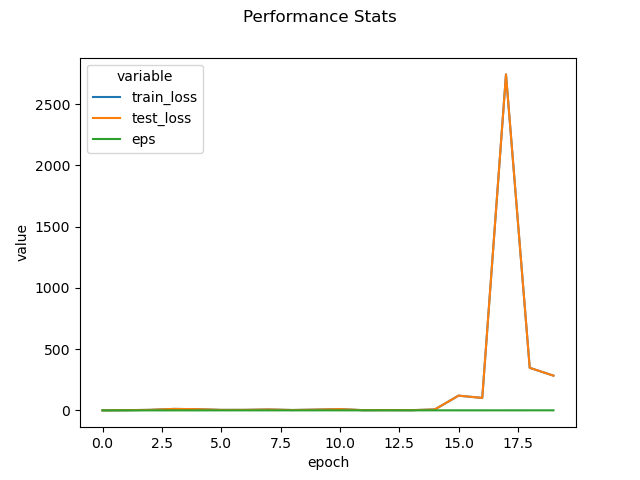 Performance Stats
variable
train_loss
test_loss
eps
value
2500
2000
1500
1000
500
0
0.0 2.5 5.0 7.5 10.0 12.5 15.0 17.5
epoch